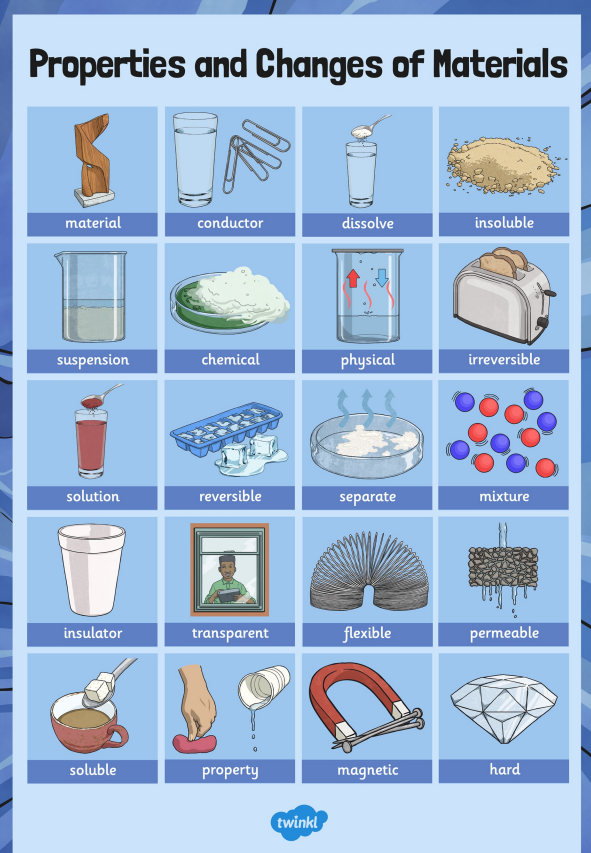 Properties and Changes of Materials
material
conductor
dissolve
insoluble
suspension
chemical
physical
irreversible
solution
reversible
separate
mixture
insulator
transparent
flexible
permeable
soluble
property
magnetic
hard
twinkl